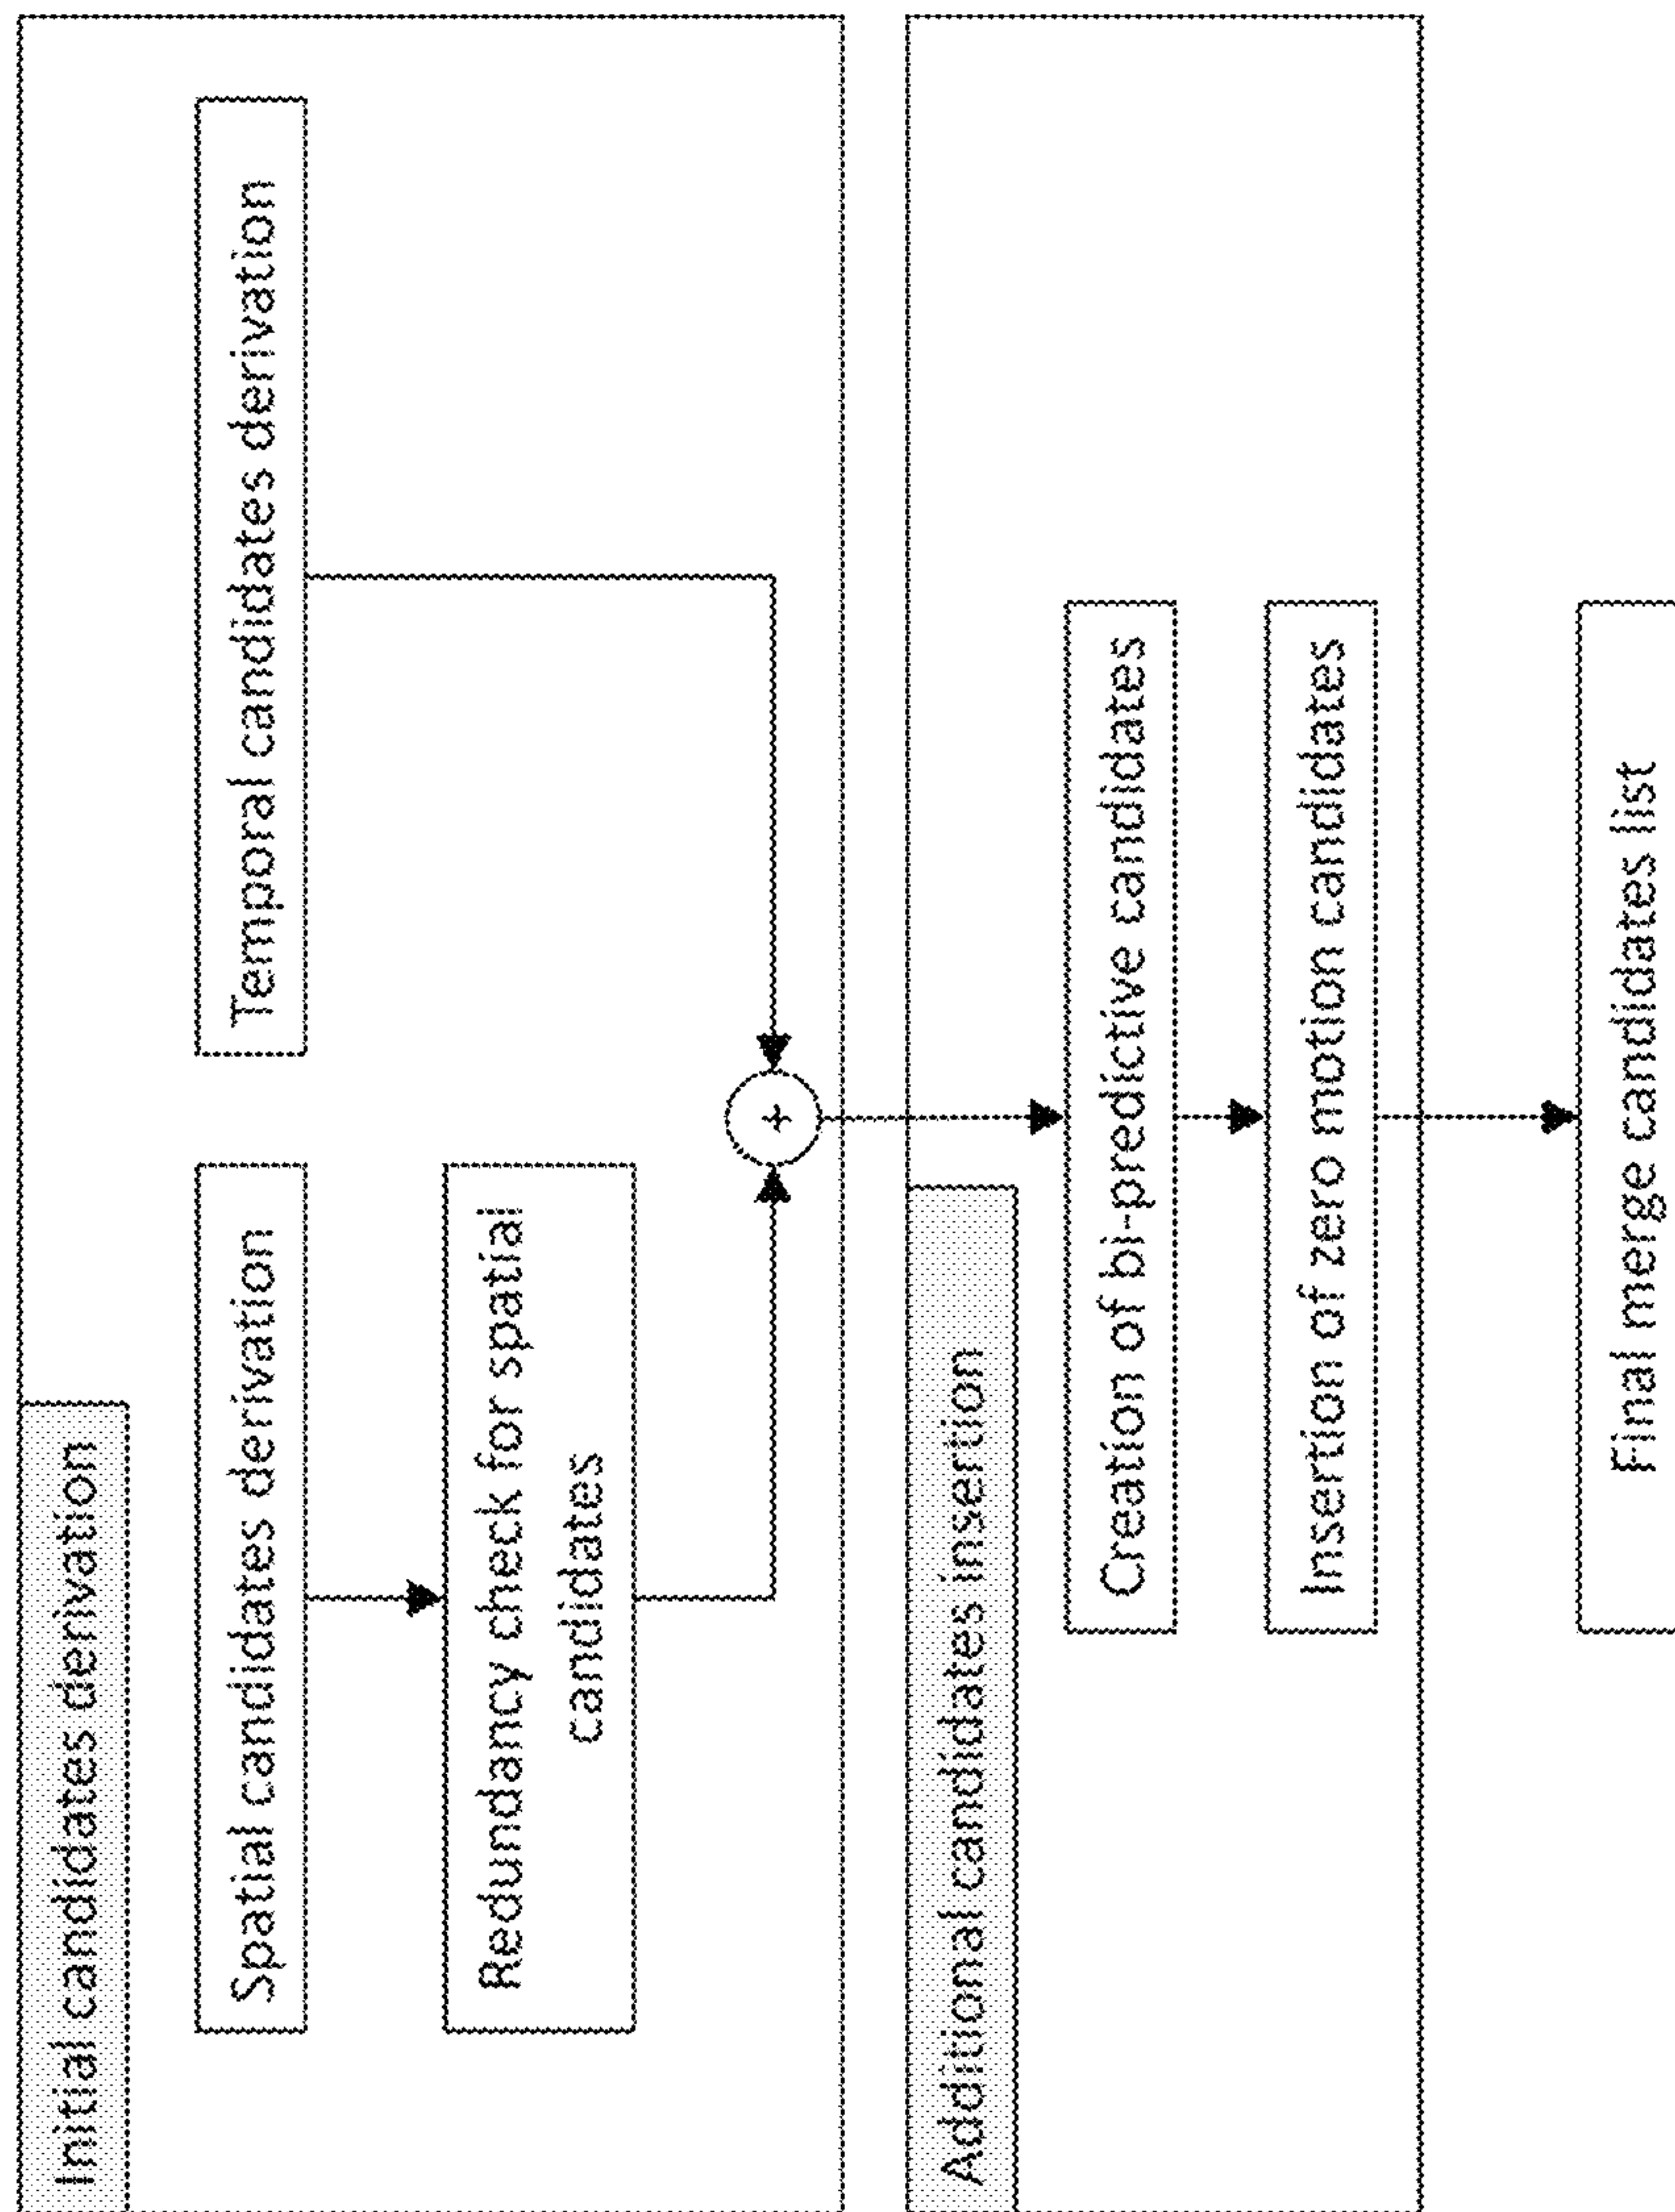 Initial candidates derivation
Spatial candidates derivation
Temporal candidates derivation
Redundancy check for spatial
candidates
+
Additional candidates insertion
Creation of bi-predictive candidates
Insertion of zero motion candidates
Final merge candidates list